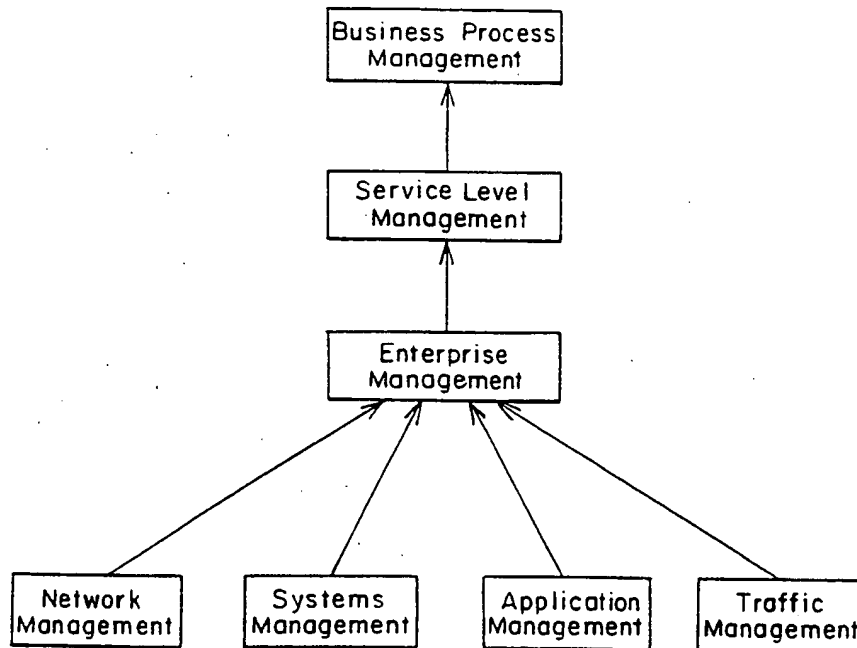 Business Process
Management
Service Level
Management
Enterprise
Management
Network
Management
Systems
Management
Application
Management
Traffic
Management